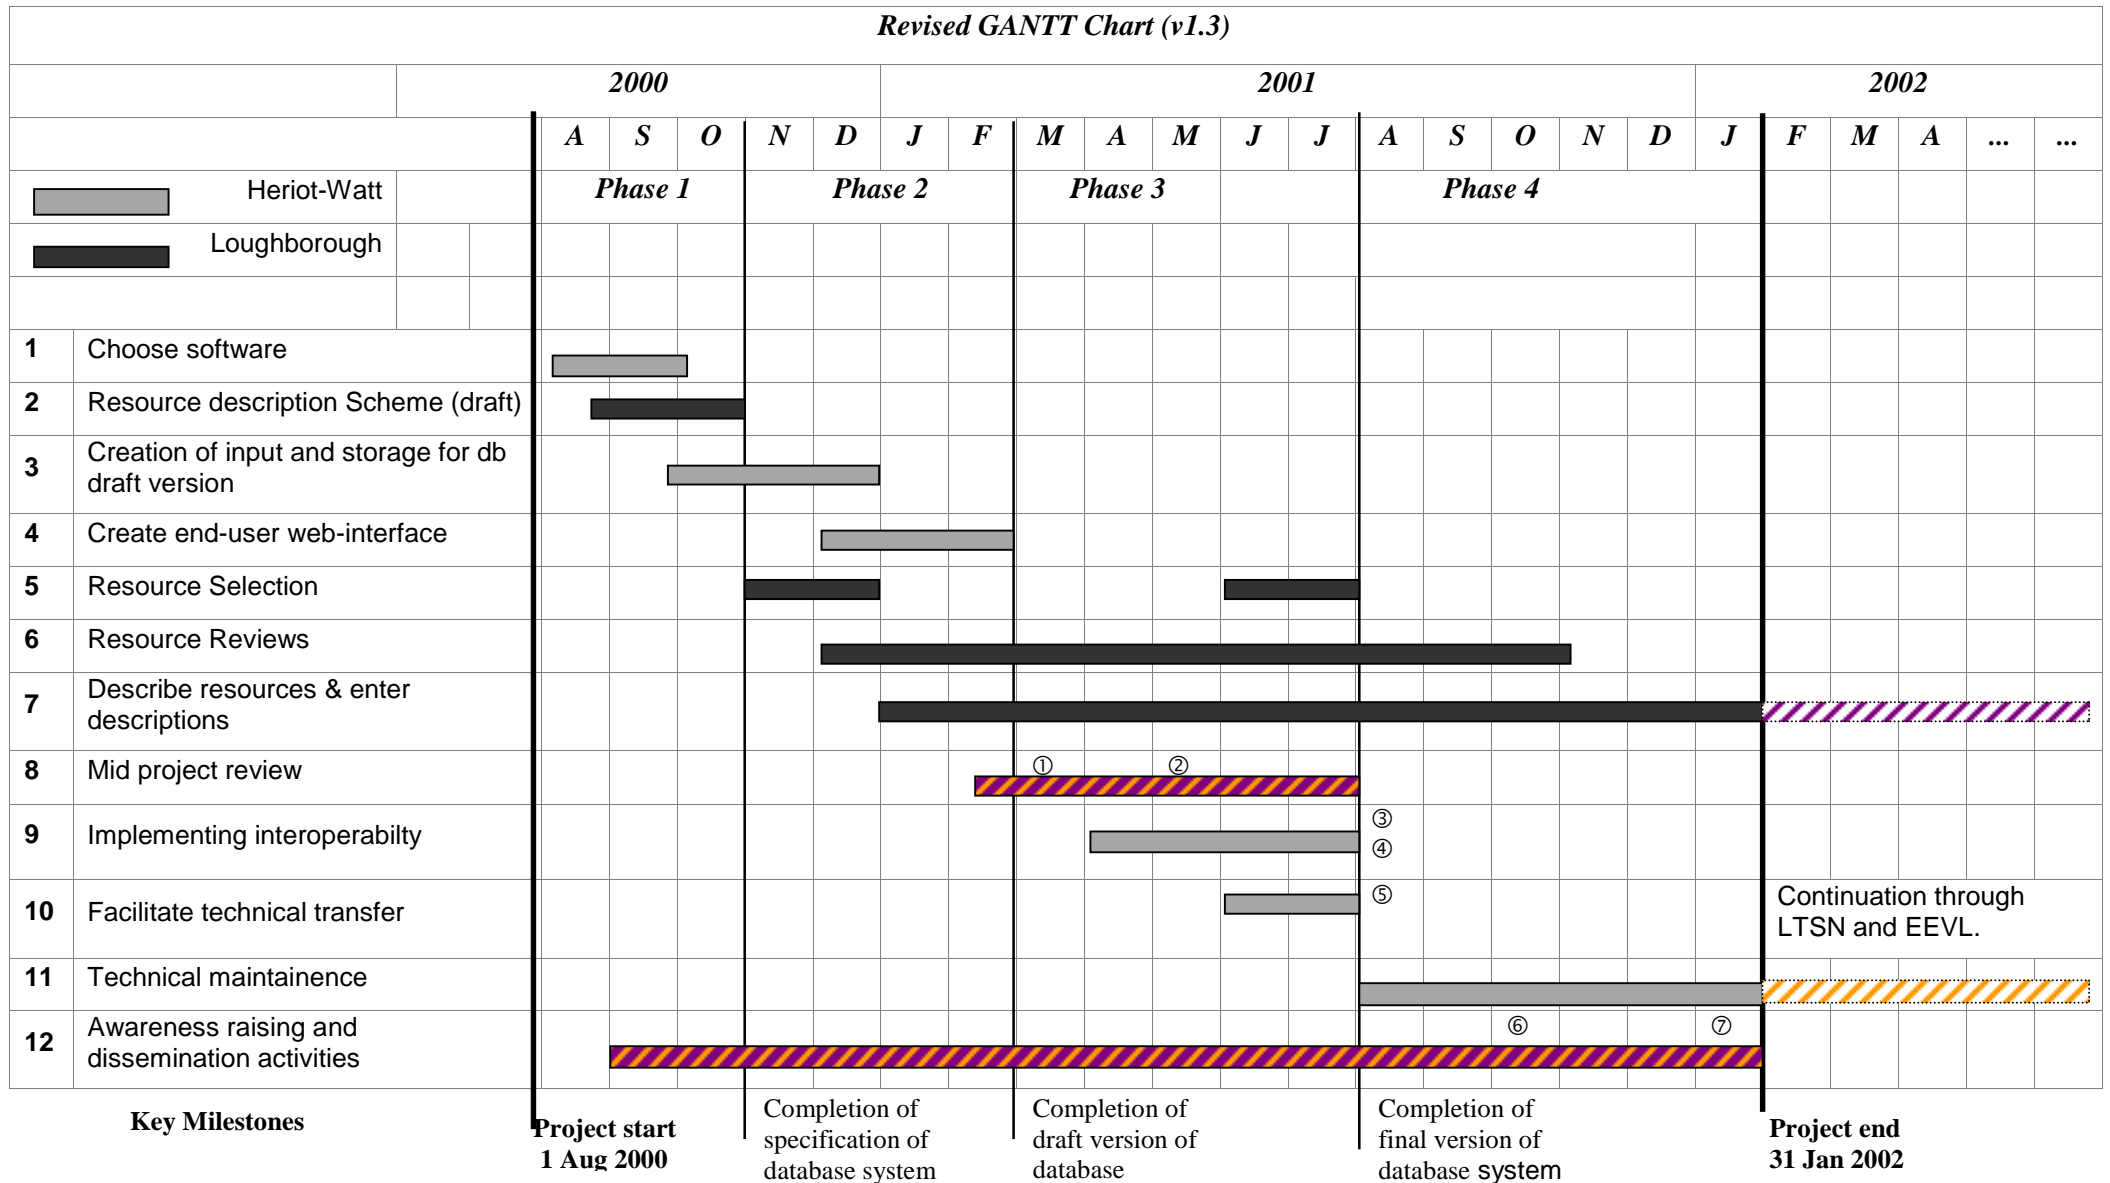 Revised GANTT Chart (v1.3)
2000 2001 2002
A S O N D J F M A M J J A S O N D J F M A ... ...
Heriot-Watt Phase 1 Phase 2 Phase 3 Phase 4
Loughborough
1 Choose software
2 Resource description Scheme (draft)
3 Creation of input and storage for db
draft version
4 Create end-user web-interface
5 Resource Selection
6 Resource Reviews
7 Describe resources & enter
descriptions
8 Mid project review ① ②
③
9 Implementing interoperabilty ④
10 Facilitate technical transfer ⑤
Continuation through
LTSN and EEVL.
11 Technical maintainence
12 Awareness raising and
dissemination activities
⑥ ⑦
Key Milestones
Project start
1 Aug 2000
Completion of
specification of
database system
Completion of
draft version of
database
Completion of
final version of
database system
Project end
31 Jan 2002